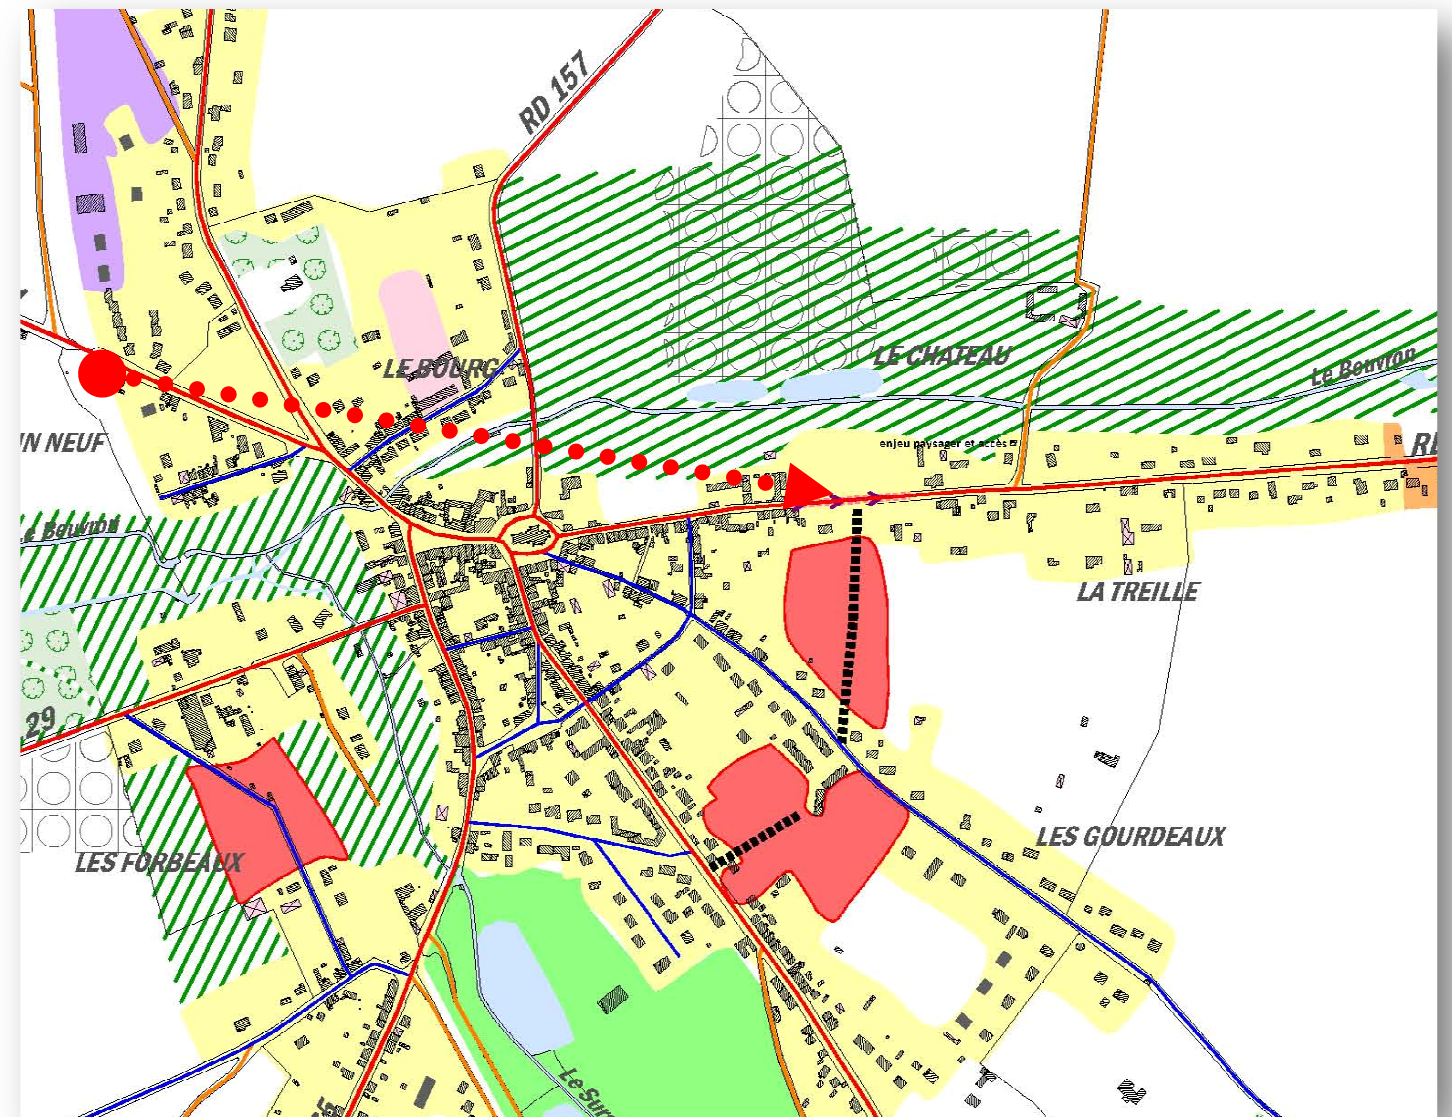 RD 157
LE BOURG
LE CHATEAU
Le Beuvron
IN NEUF
enjeu paysager et accès
Le Beuvron
LA TREILLE
29
LES GOURDEAUX
LES FORBEAUX